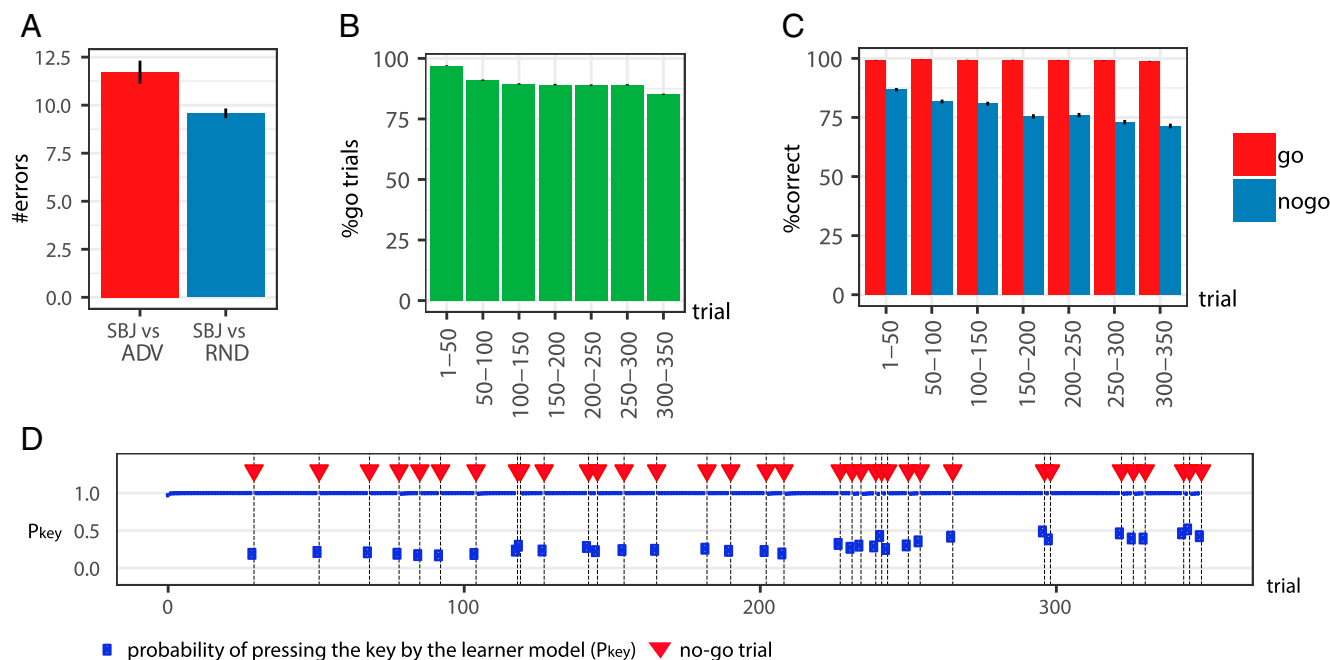 A
#errors
12.5
10.0
7.5
5.0
2.5
0.0
SBJ vs
ADV
SBJ vs
RND
B
%go trials
100
75
50
25
0
trial
1−50
50−100
100−150
150−200
200−250
250−300
300−350
C
%correct
100
75
50
25
0
trial
1−50
50−100
100−150
150−200
200−250
250−300
300−350
go
nogo
D
Pkey
1.0
0.5
0.0
0
100
200
300
trial
probability of pressing the key by the learner model (Pkey)
no-go trial